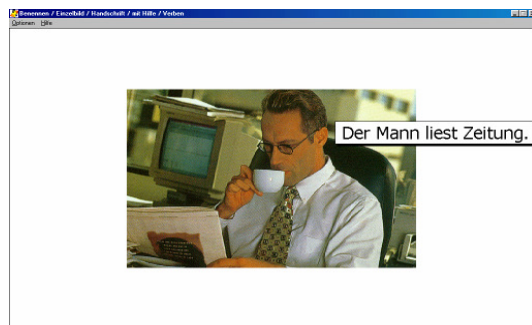 Benennen / Einzelbild / Handschrift / mit Hilfe / Verben
Optionen Hilfe
Der Mann liest Zeitung.